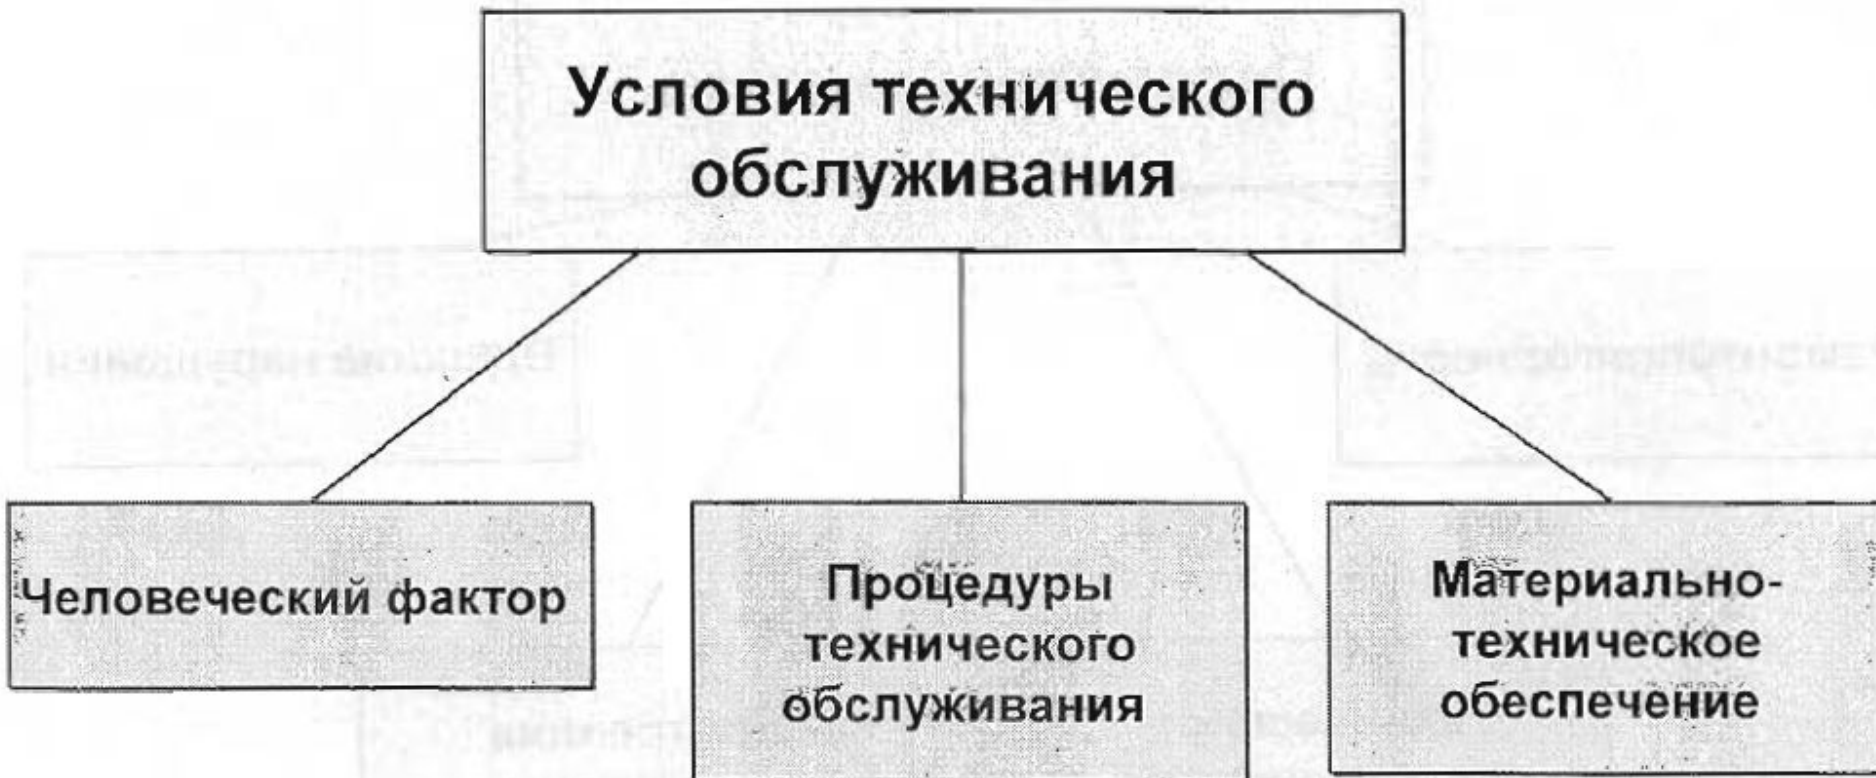 Условия технического
обслуживания
Человеческий фактор
Процедуры
технического
обслуживания
Материально-
техническое
обеспечение